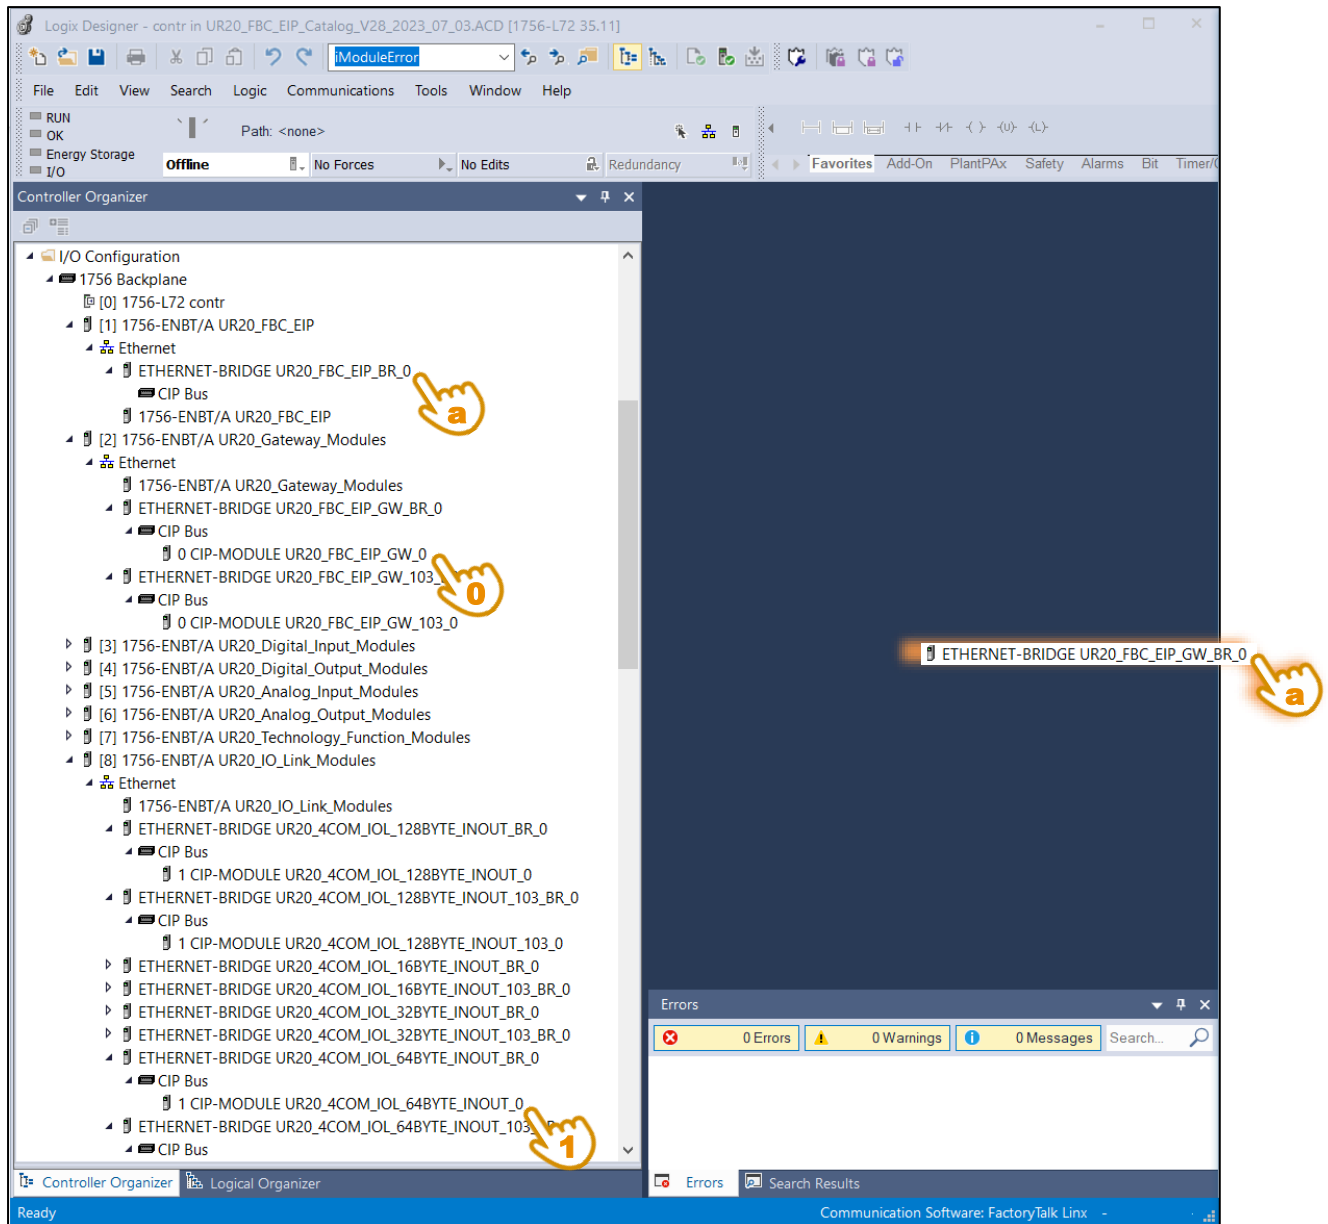 Logix Designer - contr in UR20_FBC_EIP_Catalog_V28_2023_07_03.ACD [1756-L72 35.11]
iModuleError
File Edit View Search Logic Communications Tools Window Help
RUN
OK
Energy Storage
I/O
Path: <none>
Offline No Forces No Edits Redundancy
Favorites Add-On PlantPAx Safety Alarms Bit Timer/C
Controller Organizer
I/O Configuration
1756 Backplane
[0] 1756-L72 contr
[1] 1756-ENBT/A UR20_FBC_EIP
Ethernet
ETHERNET-BRIDGE UR20_FBC_EIP_BR_0
a
CIP Bus
1756-ENBT/A UR20_FBC_EIP
[2] 1756-ENBT/A UR20_Gateway_Modules
Ethernet
1756-ENBT/A UR20_Gateway_Modules
ETHERNET-BRIDGE UR20_FBC_EIP_GW_BR_0
CIP Bus
0 CIP-MODULE UR20_FBC_EIP_GW_0
0
ETHERNET-BRIDGE UR20_FBC_EIP_GW_103_
CIP Bus
0 CIP-MODULE UR20_FBC_EIP_GW_103_0
[3] 1756-ENBT/A UR20_Digital_Input_Modules
[4] 1756-ENBT/A UR20_Digital_Output_Modules
[5] 1756-ENBT/A UR20_Analog_Input_Modules
[6] 1756-ENBT/A UR20_Analog_Output_Modules
[7] 1756-ENBT/A UR20_Technology_Function_Modules
[8] 1756-ENBT/A UR20_IO_Link_Modules
Ethernet
1756-ENBT/A UR20_IO_Link_Modules
ETHERNET-BRIDGE UR20_4COM_IOL_128BYTE_INOUT_BR_0
CIP Bus
1 CIP-MODULE UR20_4COM_IOL_128BYTE_INOUT_0
ETHERNET-BRIDGE UR20_4COM_IOL_128BYTE_INOUT_103_BR_0
CIP Bus
1 CIP-MODULE UR20_4COM_IOL_128BYTE_INOUT_103_0
ETHERNET-BRIDGE UR20_4COM_IOL_16BYTE_INOUT_BR_0
ETHERNET-BRIDGE UR20_4COM_IOL_16BYTE_INOUT_103_BR_0
ETHERNET-BRIDGE UR20_4COM_IOL_32BYTE_INOUT_BR_0
ETHERNET-BRIDGE UR20_4COM_IOL_32BYTE_INOUT_103_BR_0
ETHERNET-BRIDGE UR20_4COM_IOL_64BYTE_INOUT_BR_0
CIP Bus
1 CIP-MODULE UR20_4COM_IOL_64BYTE_INOUT_0
1
ETHERNET-BRIDGE UR20_4COM_IOL_64BYTE_INOUT_103
CIP Bus
Controller Organizer Logical Organizer
ETHERNET-BRIDGE UR20_FBC_EIP_GW_BR_0
a
Errors
0 Errors 0 Warnings 0 Messages Search...
Errors Search Results
Ready
Communication Software: FactoryTalk Linx -